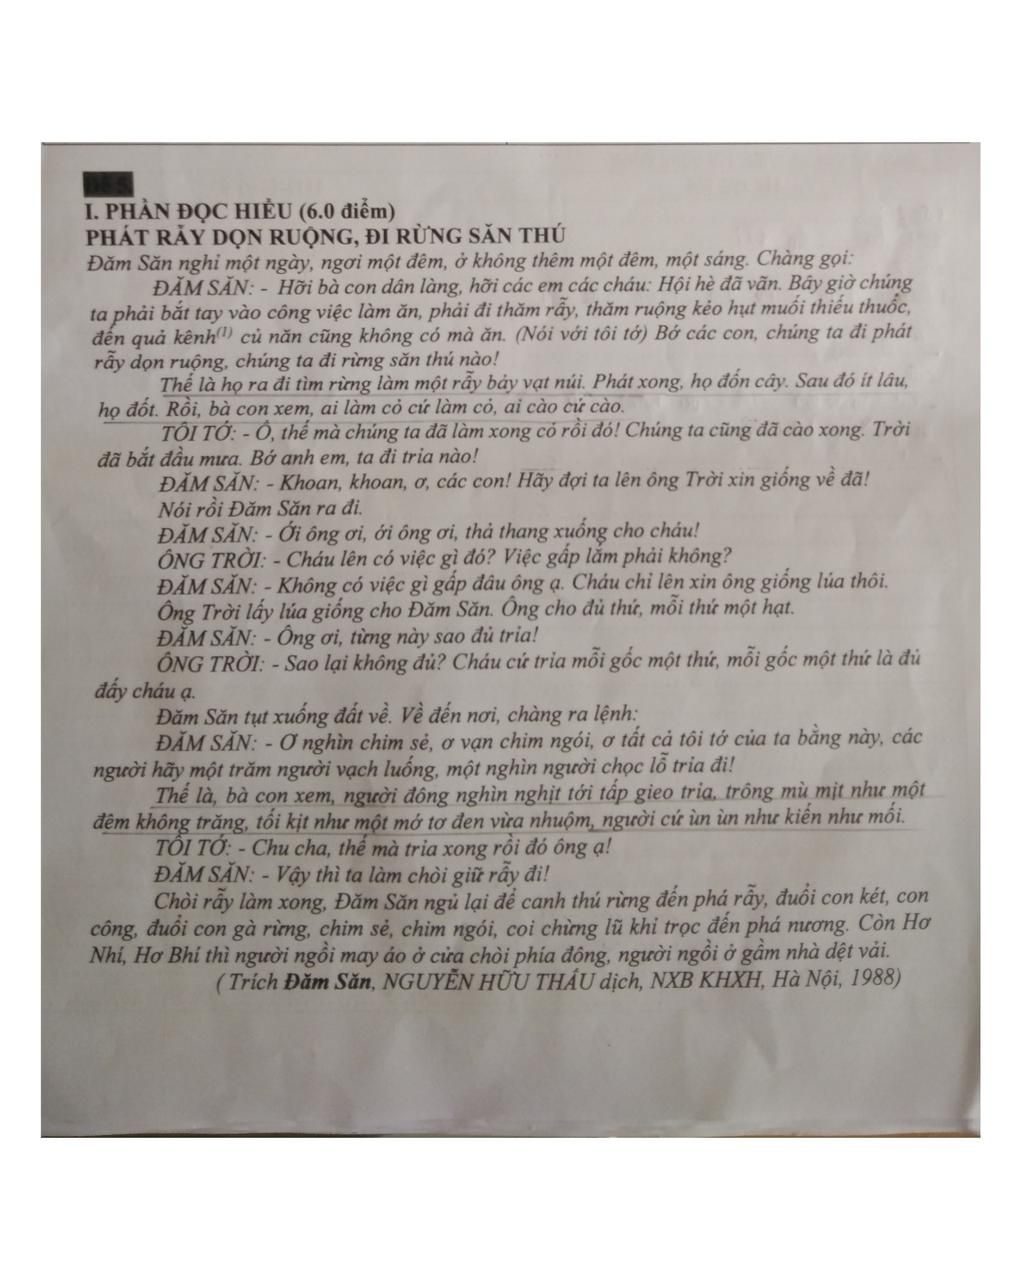 Đề 5
I. PHẦN ĐỌC HIỂU (6.0 điểm)
PHÁT RẪY DỌN RUỘNG, ĐI RỪNG SĂN THÚ
Đăm Săn nghỉ một ngày, ngơi một đêm, ở không thêm một đêm, một sáng. Chàng gọi:
ĐĂM SĂN: - Hỡi bà con dân làng, hỡi các em các cháu: Hội hè đã vãn. Bây giờ chúng
ta phải bắt tay vào công việc làm ăn, phải đi thăm rẫy, thăm ruộng kẻo hụt muối thiếu thuốc,
đến quả kênh(1) củ năn cũng không có mà ăn. (Nói với tôi tớ) Bớ các con, chúng ta đi phát
rẫy dọn ruộng, chúng ta đi rừng săn thú nào!
Thế là họ ra đi tìm rừng làm một rẫy bảy vạt núi. Phát xong, họ đốn cây. Sau đó ít lâu,
họ đốt. Rồi, bà con xem, ai làm cỏ cứ làm cỏ, ai cào cứ cào.
TÔI TỚ: - Ô, thế mà chúng ta đã làm xong cỏ rồi đó! Chúng ta cũng đã cào xong. Trời
đã bắt đầu mưa. Bớ anh em, ta đi trỉa nào!
ĐĂM SĂN: - Khoan, khoan, ơ, các con! Hãy đợi ta lên ông Trời xin giống về đã!
Nói rồi Đăm Săn ra đi.
ĐĂM SĂN: - Ới ông ơi, ới ông ơi, thả thang xuống cho cháu!
ÔNG TRỜI: - Cháu lên có việc gì đó? Việc gấp lắm phải không?
ĐĂM SĂN: - Không có việc gì gấp đâu ông ạ. Cháu chỉ lên xin ông giống lúa thôi.
Ông Trời lấy lúa giống cho Đăm Săn. Ông cho đủ thứ, mỗi thứ một hạt.
ĐĂM SĂN: - Ông ơi, từng này sao đủ trỉa!
ÔNG TRỜI: - Sao lại không đủ? Cháu cứ trỉa mỗi gốc một thứ, mỗi gốc một thứ là đủ
đấy cháu ạ.
Đăm Săn tụt xuống đất về. Về đến nơi, chàng ra lệnh:
ĐĂM SĂN: - Ơ nghìn chim sẻ, ơ vạn chim ngói, ơ tất cả tôi tớ của ta bằng này, các
người hãy một trăm người vạch luống, một nghìn người chọc lỗ trỉa đi!
Thế là, bà con xem, người đông nghìn nghịt tới tấp gieo trỉa, trông mù mịt như một
đêm không trăng, tối kịt như một mớ tơ đen vừa nhuộm, người cứ ùn ùn như kiến như mối.
TÔI TỚ: - Chu cha, thế mà trỉa xong rồi đó ông ạ!
ĐĂM SĂN: - Vậy thì ta làm chòi giữ rẫy đi!
Chòi rẫy làm xong, Đăm Săn ngủ lại để canh thú rừng đến phá rẫy, đuổi con két, con
công, đuổi con gà rừng, chim sẻ, chim ngói, coi chừng lũ khỉ trọc đến phá nương. Còn Hơ
Nhí, Hơ Bhí thì người ngồi may áo ở cửa chòi phía đông, người ngồi ở gầm nhà dệt vải.
( Trích Đăm Săn, NGUYỄN HỮU THẤU dịch, NXB KHXH, Hà Nội, 1988)